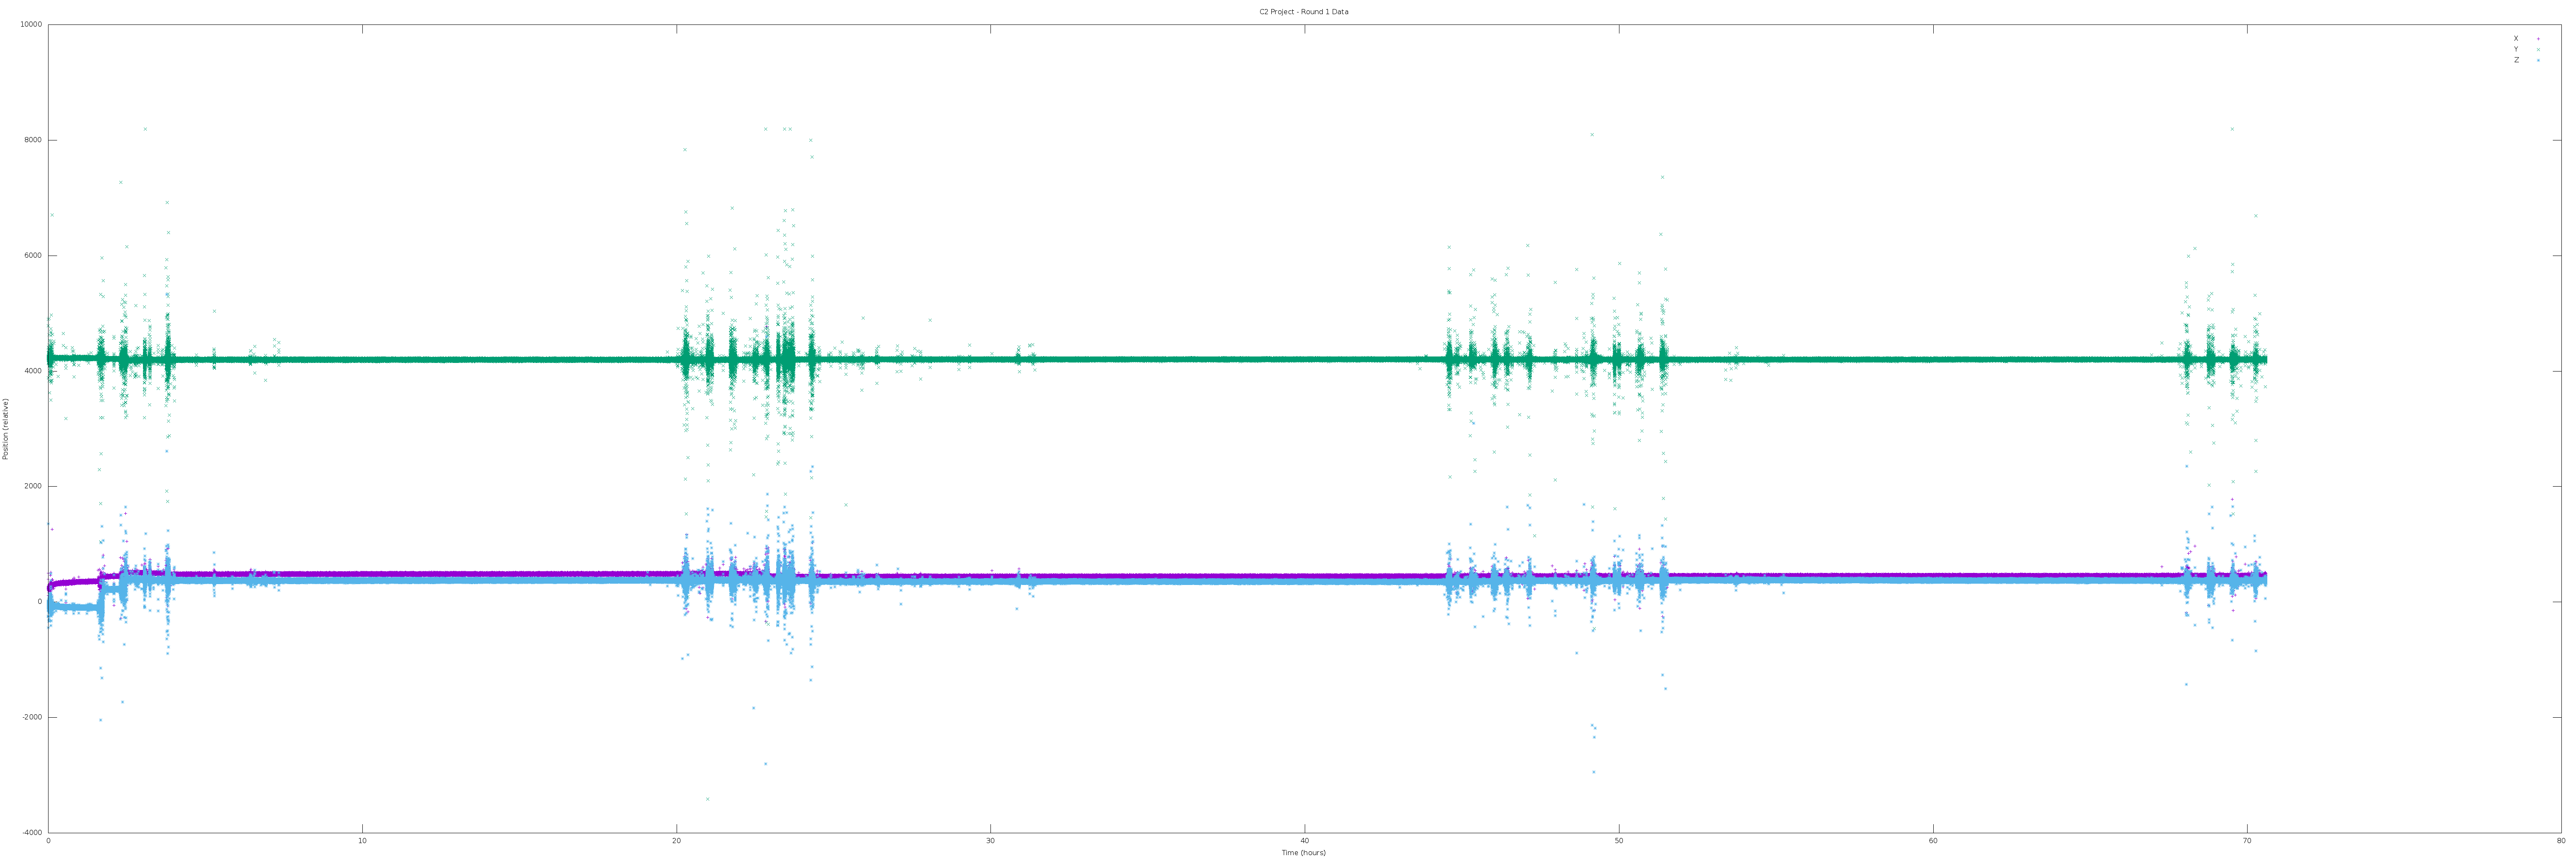 C2 Project - Round 1 Data
10000
8000
6000
4000
2000
0
-2000
-4000
Position (relative)
X
Y
Z
0 10 20 30 40 50 60 70 80
Time (hours)